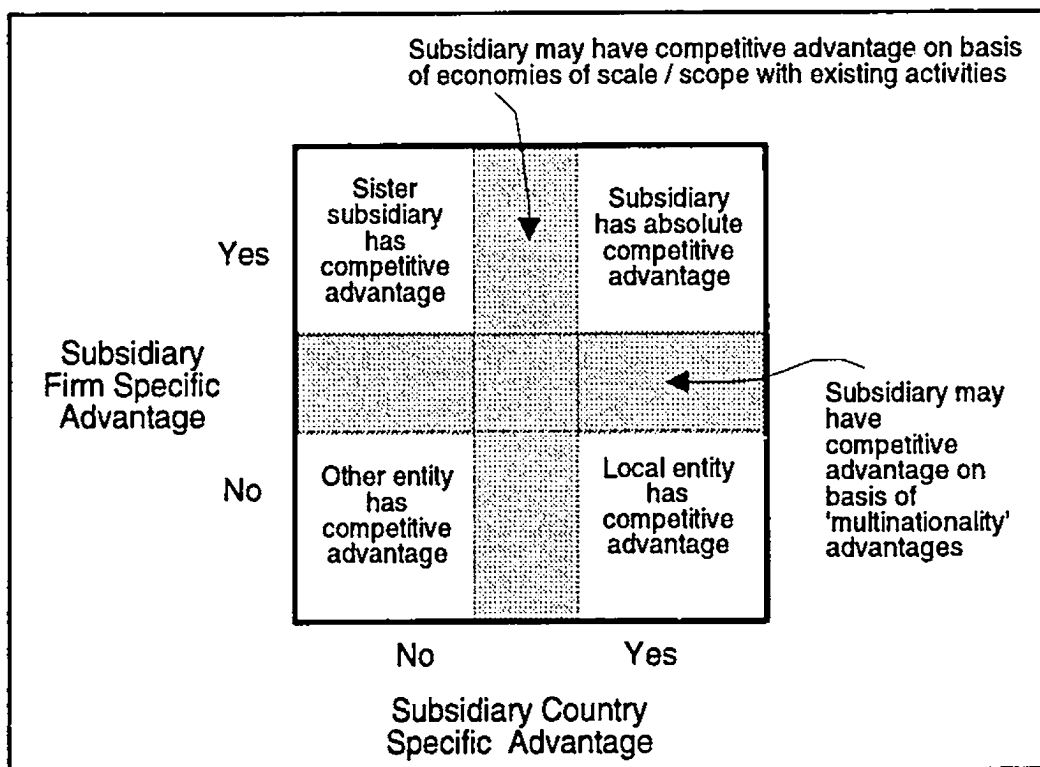 Subsidiary may have competitive advantage on basis
of economies of scale / scope with existing activities
Sister
subsidiary
has
competitive
advantage
Subsidiary
has absolute
competitive
advantage
Yes
Subsidiary
Firm Specific
Advantage
Subsidiary may
have
competitive
advantage on
basis of
'multinationality'
advantages
No
Other entity
has
competitive
advantage
Local entity
has
competitive
advantage
No
Yes
Subsidiary Country
Specific Advantage